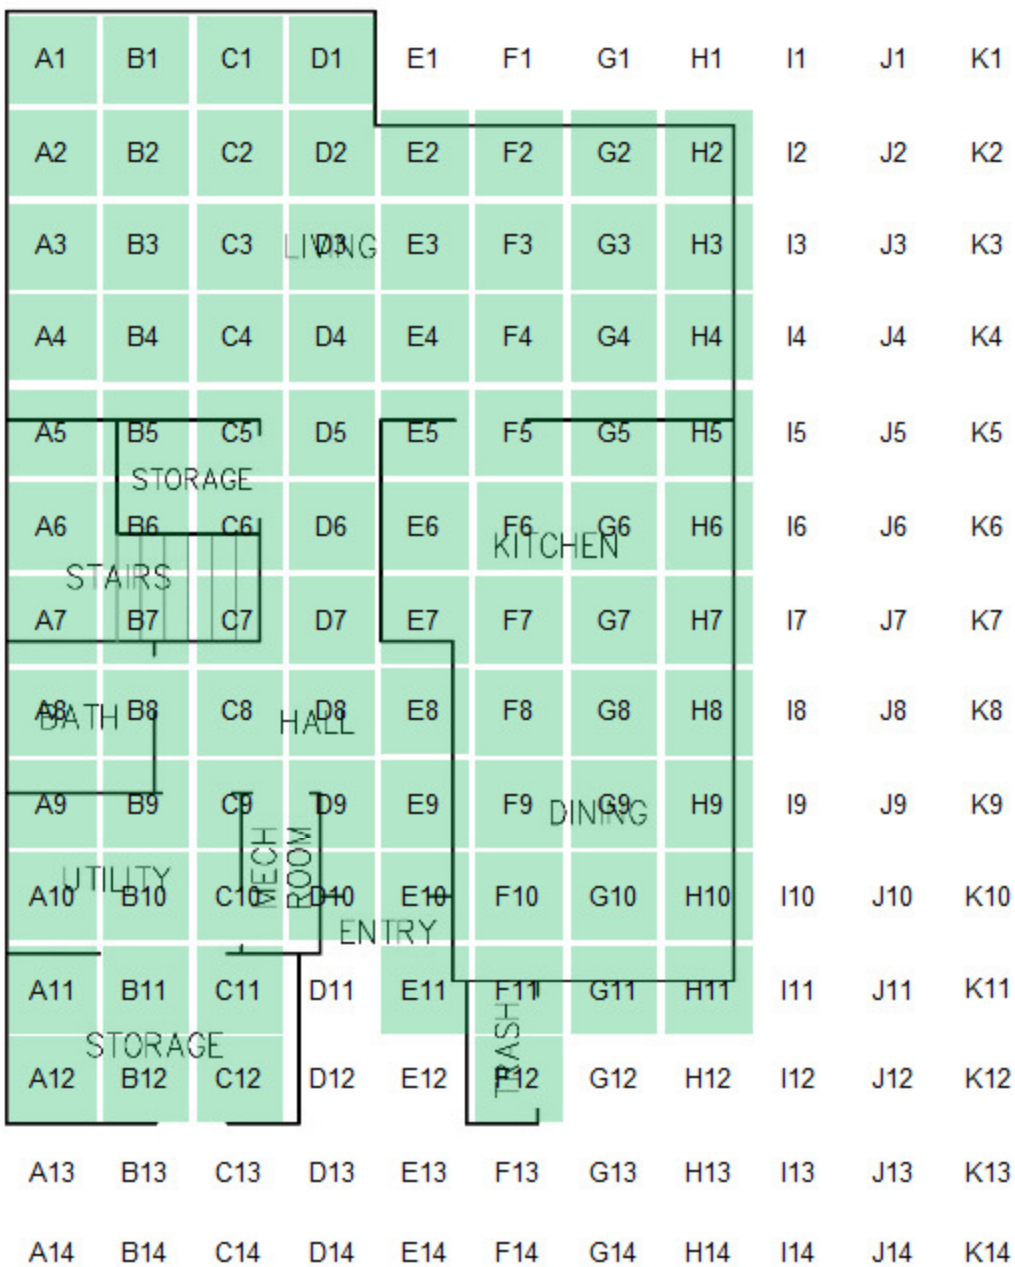 A1 B1 C1 D1 E1 F1 G1 H1 I1 J1 K1
A2 B2 C2 D2 E2 F2 G2 H2 I2 J2 K2
A3 B3 C3 D3 E3 F3 G3 H3 I3 J3 K3
LIVING
A4 B4 C4 D4 E4 F4 G4 H4 I4 J4 K4
A5 B5 C5 D5 E5 F5 G5 H5 I5 J5 K5
STORAGE
A6 B6 C6 D6 E6 F6 G6 H6 I6 J6 K6
KITCHEN
STAIRS
A7 B7 C7 D7 E7 F7 G7 H7 I7 J7 K7
A8 B8 C8 D8 E8 F8 G8 H8 I8 J8 K8
BATH HALL
A9 B9 C9 D9 E9 F9 G9 H9 I9 J9 K9
DINING
MECH
ROOM
UTILITY
A10 B10 C10 D10 E10 F10 G10 H10 I10 J10 K10
ENTRY
A11 B11 C11 D11 E11 F11 G11 H11 I11 J11 K11
STORAGE
TRASH
A12 B12 C12 D12 E12 F12 G12 H12 I12 J12 K12
A13 B13 C13 D13 E13 F13 G13 H13 I13 J13 K13
A14 B14 C14 D14 E14 F14 G14 H14 I14 J14 K14